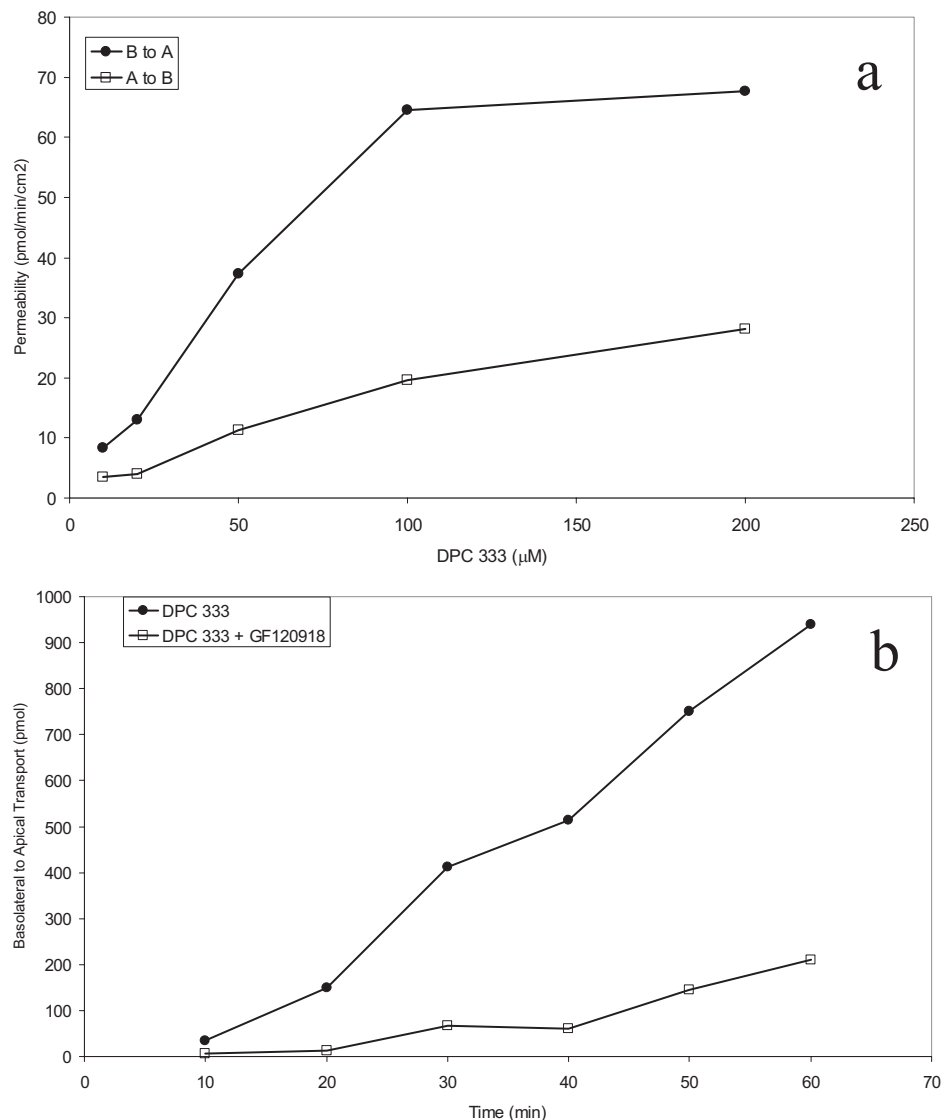 80
B to A
A to B
a
70
60
50
40
30
20
10
0
Permeability (pmol/min/cm2)
0 50 100 150 200 250
DPC 333 (μM)
1000
DPC 333
DPC 333 + GF120918
b
900
800
700
600
500
400
300
200
100
0
Basolateral to Apical Transport (pmol)
0 10 20 30 40 50 60 70
Time (min)